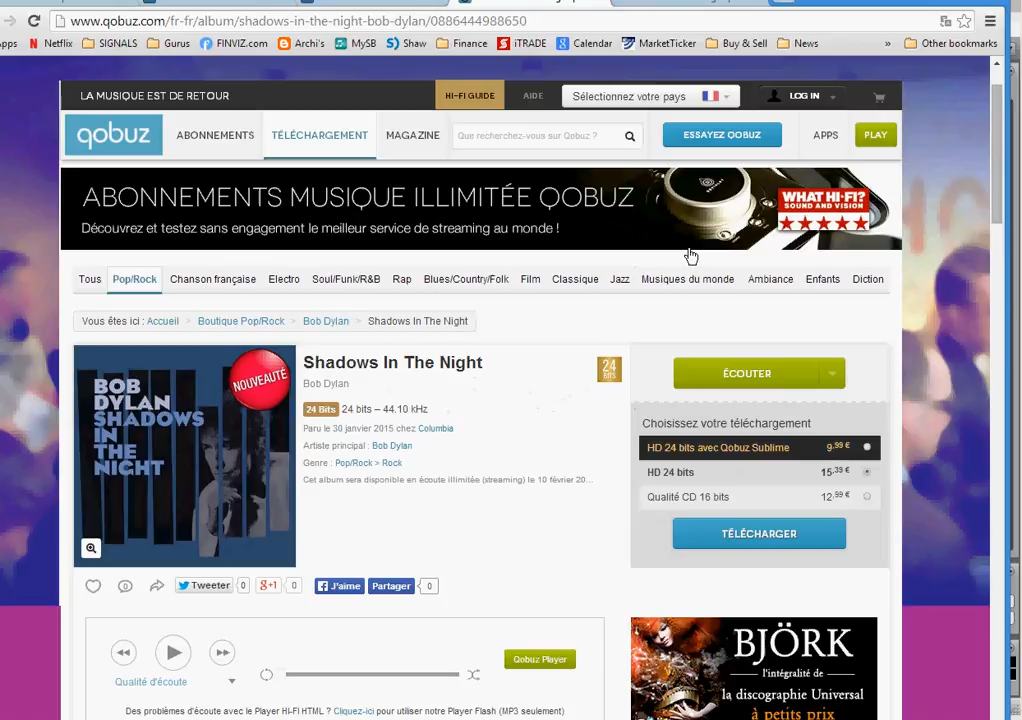 www.qobuz.com/fr-fr/album/shadows-in-the-night-bob-dylan/0886444988650
Apps Netflix SIGNALS Gurus FINVIZ.com Archi's MySB Shaw Finance iTRADE Calendar MarketTicker Buy & Sell News » Other bookmarks
LA MUSIQUE EST DE RETOUR HI-FI GUIDE AIDE Sélectionnez votre pays LOG IN
qobuz ABONNEMENTS TÉLÉCHARGEMENT MAGAZINE Que recherchez-vous sur Qobuz ? ESSAYEZ QOBUZ APPS PLAY
ABONNEMENTS MUSIQUE ILLIMITÉE QOBUZ
Découvrez et testez sans engagement le meilleur service de streaming au monde !
WHAT HI-FI?
SOUND AND VISION
Tous Pop/Rock Chanson française Electro Soul/Funk/R&B Rap Blues/Country/Folk Film Classique Jazz Musiques du monde Ambiance Enfants Diction
Vous êtes ici : Accueil > Boutique Pop/Rock > Bob Dylan > Shadows In The Night
NOUVEAUTÉ
BOB
DYLAN
SHADOWS
IN
THE
NIGHT
Shadows In The Night
Bob Dylan
24 BITS
24 Bits 24 bits – 44.10 kHz
Paru le 30 janvier 2015 chez Columbia
Artiste principal : Bob Dylan
Genre : Pop/Rock > Rock
Cet album sera disponible en écoute illimitée (streaming) le 10 février 20...
ÉCOUTER
Choisissez votre téléchargement
HD 24 bits avec Qobuz Sublime 9,99 €
HD 24 bits 15,39 €
Qualité CD 16 bits 12,99 €
TÉLÉCHARGER
0 Tweeter 0 g+1 0 J'aime Partager 0
Qobuz Player
Qualité d'écoute
Des problèmes d'écoute avec le Player HI-FI HTML ? Cliquez-ici pour utiliser notre Player Flash (MP3 seulement)
BJÖRK
l'intégralité de
la discographie Universal
à petits prix